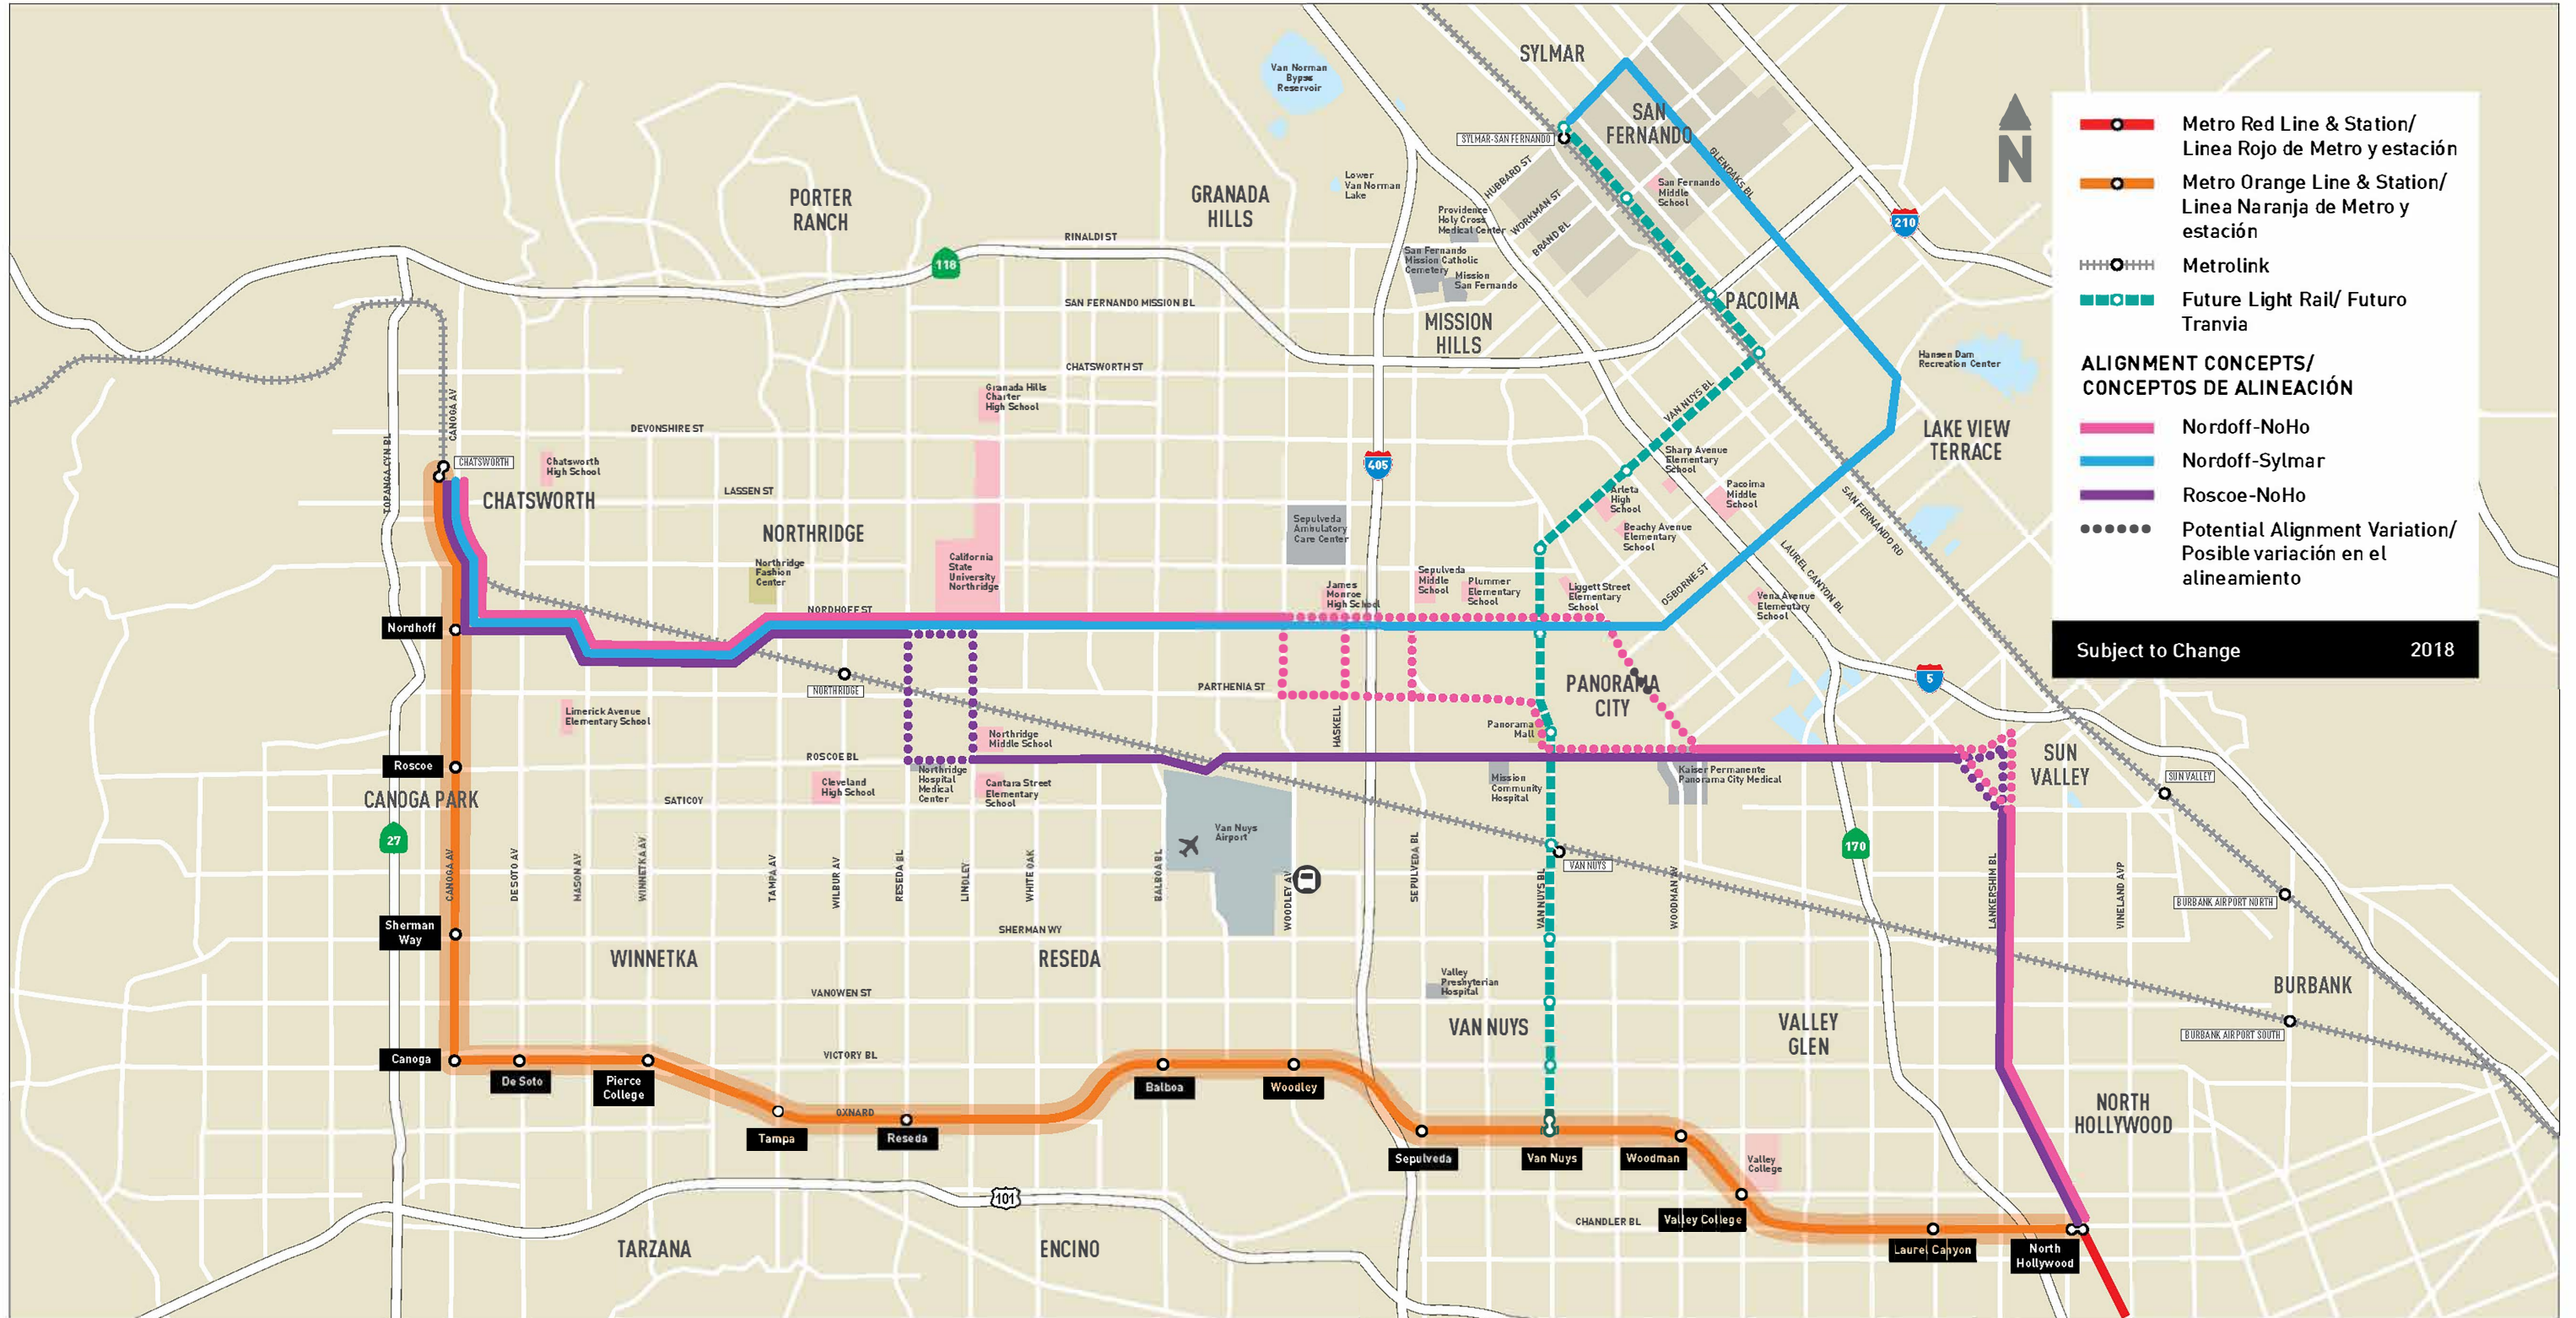 SYLMAR
Van Norman
Bypss
Reservoir
SAN
FERNANDO
SYLMAR-SAN FERNANDO
HUBBARD ST
WORKMAN ST
BRAND BL
GLENOAKS BL
San Fernando
Middle
School
Lower
Van Norman
Lake
Providence
Holy Cross
Medical Center
San Fernando
Mission Catholic
Cemetery
Mission
San Fernando
PORTER
RANCH
GRANADA
HILLS
RINALDI ST
118
210
SAN FERNANDO MISSION BL
PACOIMA
MISSION
HILLS
Hansen Dam
Recreation Center
CHATSWORTH ST
Granada Hills
Charter
High School
VAN NUYS BL
CANOGA AV
TOPANGA CYN BL
DEVONSHIRE ST
LAKE VIEW
TERRACE
CHATSWORTH
Chatsworth
High School
405
Sharp Avenue
Elementary
School
CHATSWORTH
LASSEN ST
Arleta
High
School
Pacoima
Middle
School
SAN FERNANDO RD
NORTHRIDGE
Sepulveda
Ambulatory
Care Center
Beachy Avenue
Elementary
School
LAUREL CANYON BL
Northridge
Fashion
Center
California
State
University
Northridge
James
Monroe
High School
Sepulveda
Middle
School
Plummer
Elementary
School
Liggett Street
Elementary
School
OSBORNE ST
Vena Avenue
Elementary
School
NORDHOFF ST
Nordhoff
NORTHRIDGE
PARTHENIA ST
PANORAMA
CITY
5
Limerick Avenue
Elementary School
HASKELL
Panorama
Mall
Northridge
Middle School
ROSCOE BL
Roscoe
CANOGA PARK
Cleveland
High School
Northridge
Hospital
Medical
Center
Cantara Street
Elementary
School
Mission
Community
Hospital
Kaiser Permanente
Panorama City Medical
SUN
VALLEY
SUN VALLEY
SATICOY
27
Van Nuys
Airport
170
VAN NUYS
CANOGA AV
DE SOTO AV
MASON AV
WINNETKA AV
TAMPA AV
WILBUR AV
RESEDA BL
LINDLEY
WHITE OAK
BALBOA BL
WOODLEY AV
SEPULVEDA BL
VAN NUYS BL
WOODMAN AV
LANKERSHIM BL
VINELAND AVP
BURBANK AIRPORT NORTH
Sherman
Way
SHERMAN WY
WINNETKA
RESEDA
Valley
Presbyterian
Hospital
BURBANK
VANOWEN ST
VAN NUYS
VALLEY
GLEN
BURBANK AIRPORT SOUTH
Canoga
De Soto
Pierce
College
VICTORY BL
Balboa
Woodley
OXNARD
Tampa
Reseda
NORTH
HOLLYWOOD
Sepulveda
Van Nuys
Woodman
Valley
College
101
CHANDLER BL
Valley College
Laurel Canyon
North
Hollywood
TARZANA
ENCINO
N
Metro Red Line & Station/
Linea Rojo de Metro y estación
Metro Orange Line & Station/
Linea Naranja de Metro y
estación
Metrolink
Future Light Rail/ Futuro
Tranvia
ALIGNMENT CONCEPTS/
CONCEPTOS DE ALINEACIÓN
Nordoff-NoHo
Nordoff-Sylmar
Roscoe-NoHo
Potential Alignment Variation/
Posible variación en el
alineamiento
Subject to Change 2018